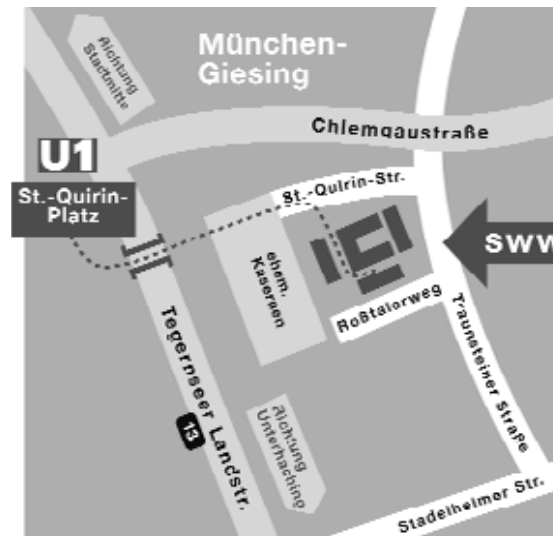 Richtung
Stadtmitte
München-
Giesing
Chiemgaustraße
U1
St.-Quirin-
Platz
St.-Quirin-Str.
SWW
ehem.
Kasernen
Roßtalerweg
Tegernseer Landstr.
13
Traunsteiner Straße
Richtung
Unterhaching
Stadelheimer Str.